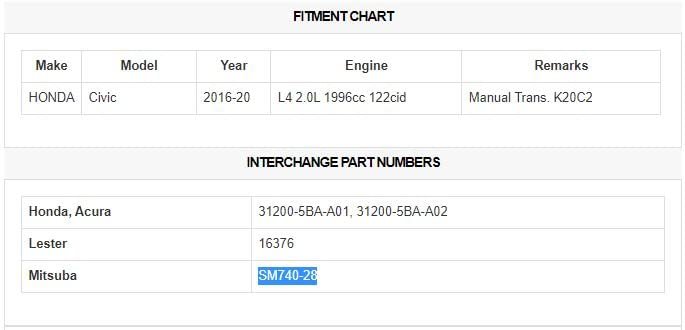 FITMENT CHART
Make Model Year Engine Remarks
HONDA Civic 2016-20 L4 2.0L 1996cc 122cid Manual Trans. K20C2
INTERCHANGE PART NUMBERS
Honda, Acura 31200-5BA-A01, 31200-5BA-A02
Lester 16376
Mitsuba SM740-28